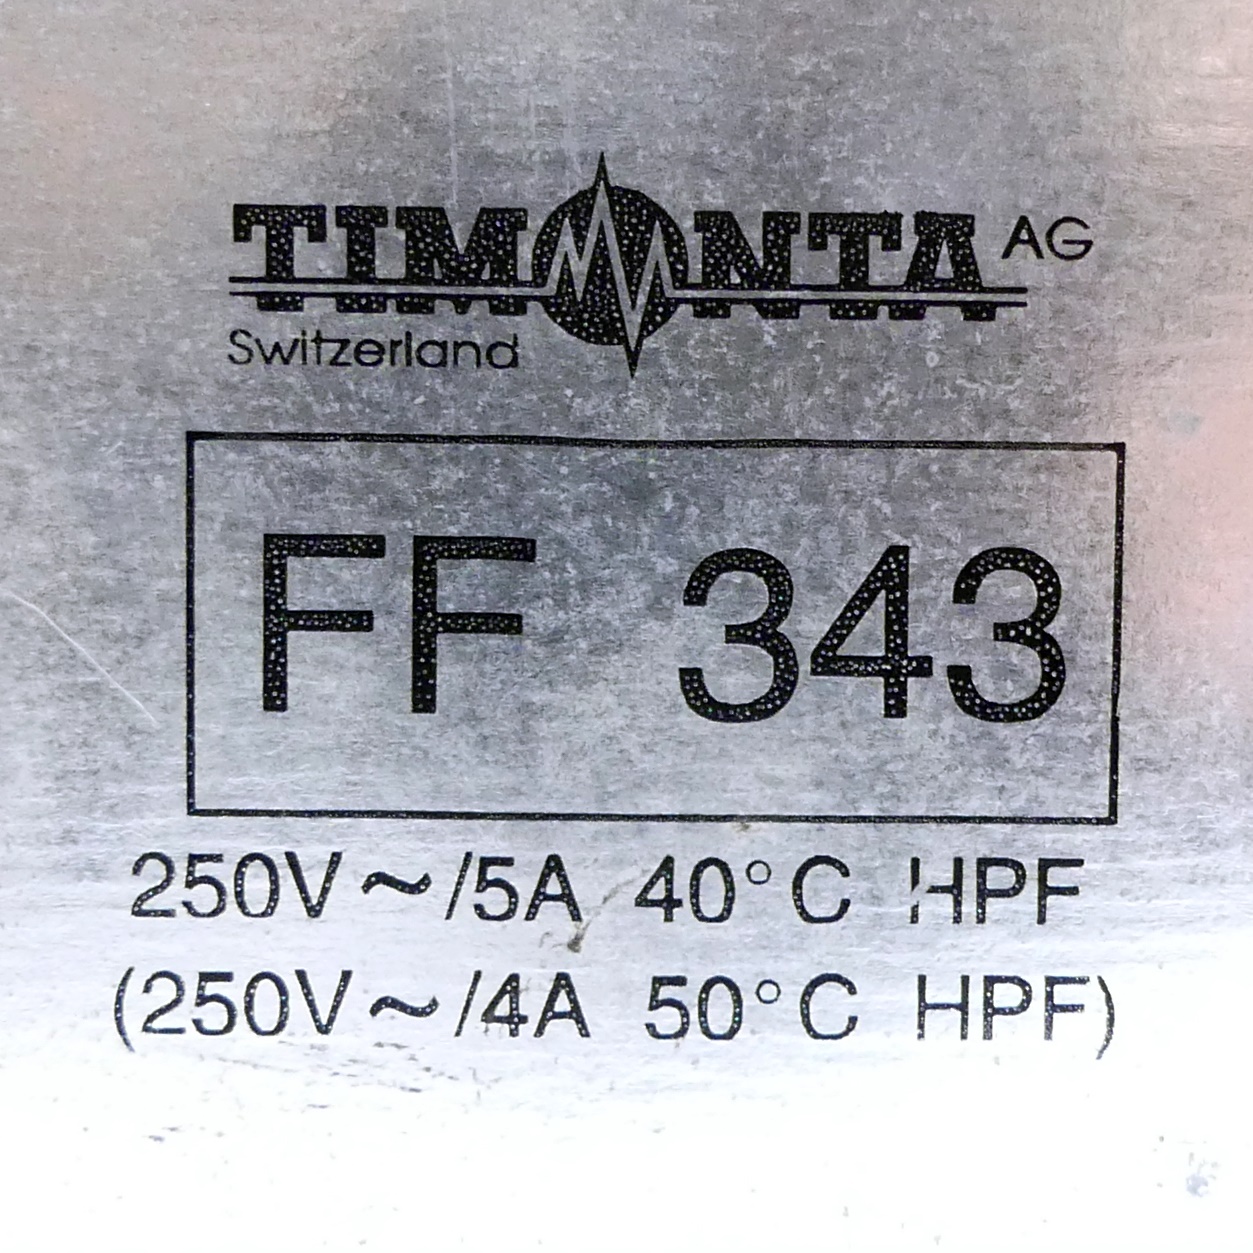 TIMONTA AG
Switzerland
FF 343
250V~/5A 40°C HPF
(250V~/4A 50°C HPF)